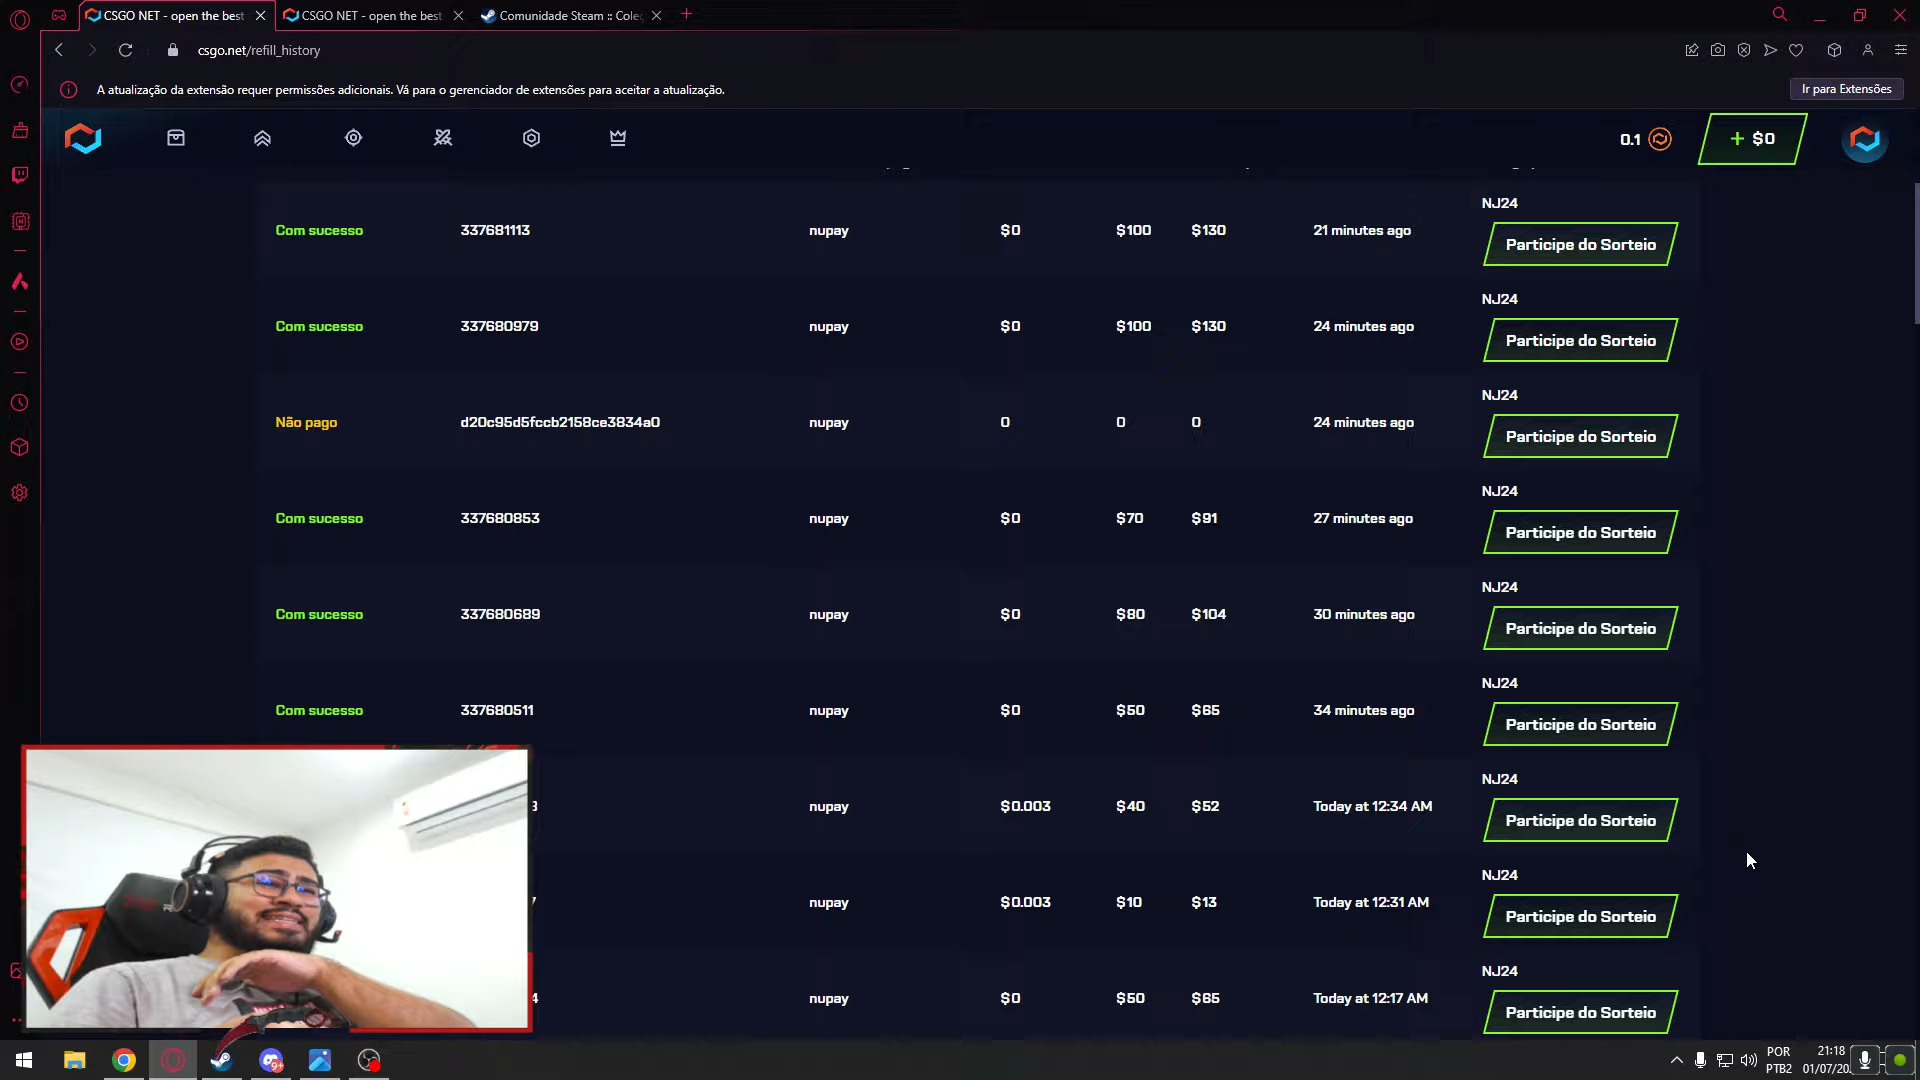 CSGO NET - open the best
CSGO NET - open the best
Comunidade Steam :: Cole
csgo.net/refill_history
A atualização da extensão requer permissões adicionais. Vá para o gerenciador de extensões para aceitar a atualização.
Ir para Extensões
0.1
+ $0
NJ24
Com sucesso 337681113 nupay $0 $100 $130 21 minutes ago Participe do Sorteio
NJ24
Com sucesso 337680979 nupay $0 $100 $130 24 minutes ago Participe do Sorteio
NJ24
Não pago d20c95d5fccb2158ce3834a0 nupay 0 0 0 24 minutes ago Participe do Sorteio
NJ24
Com sucesso 337680853 nupay $0 $70 $91 27 minutes ago Participe do Sorteio
NJ24
Com sucesso 337680689 nupay $0 $80 $104 30 minutes ago Participe do Sorteio
NJ24
Com sucesso 337680511 nupay $0 $50 $65 34 minutes ago Participe do Sorteio
NJ24
nupay $0.003 $40 $52 Today at 12:34 AM Participe do Sorteio
NJ24
nupay $0.003 $10 $13 Today at 12:31 AM Participe do Sorteio
NJ24
4 nupay $0 $50 $65 Today at 12:17 AM Participe do Sorteio
9+
POR
PTB2
21:18
01/07/20